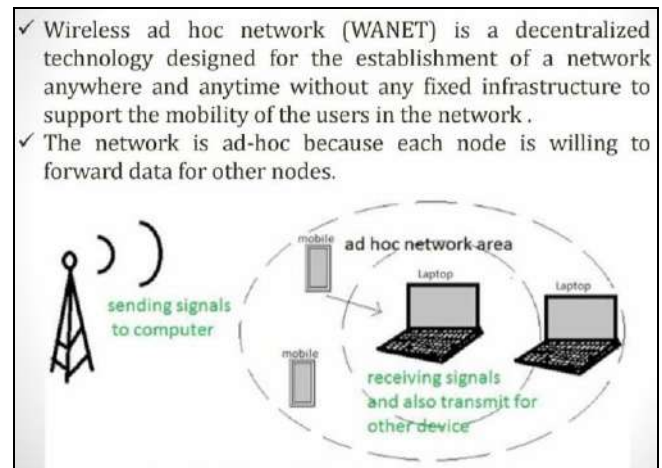 ✓ Wireless ad hoc network (WANET) is a decentralized
technology designed for the establishment of a network
anywhere and anytime without any fixed infrastructure to
support the mobility of the users in the network .
✓ The network is ad-hoc because each node is willing to
forward data for other nodes.
mobile
ad hoc network area
Laptop
Laptop
sending signals
to computer
mobile
receiving signals
and also transmit for
other device